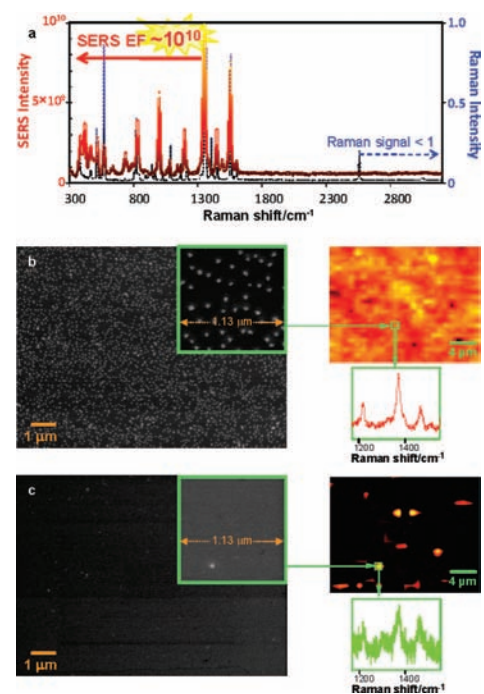 a
SERS EF ~10¹⁰
10¹⁰
5×10⁹
0
SERS Intensity
1.0
0.5
0
Raman Intensity
Raman signal < 1
300 800 1300 1800 2300 2800
Raman shift/cm⁻¹
b
1.13 μm
1 μm
4 μm
1200 1400
Raman shift/cm⁻¹
c
1.13 μm
1 μm
4 μm
1200 1400
Raman shift/cm⁻¹